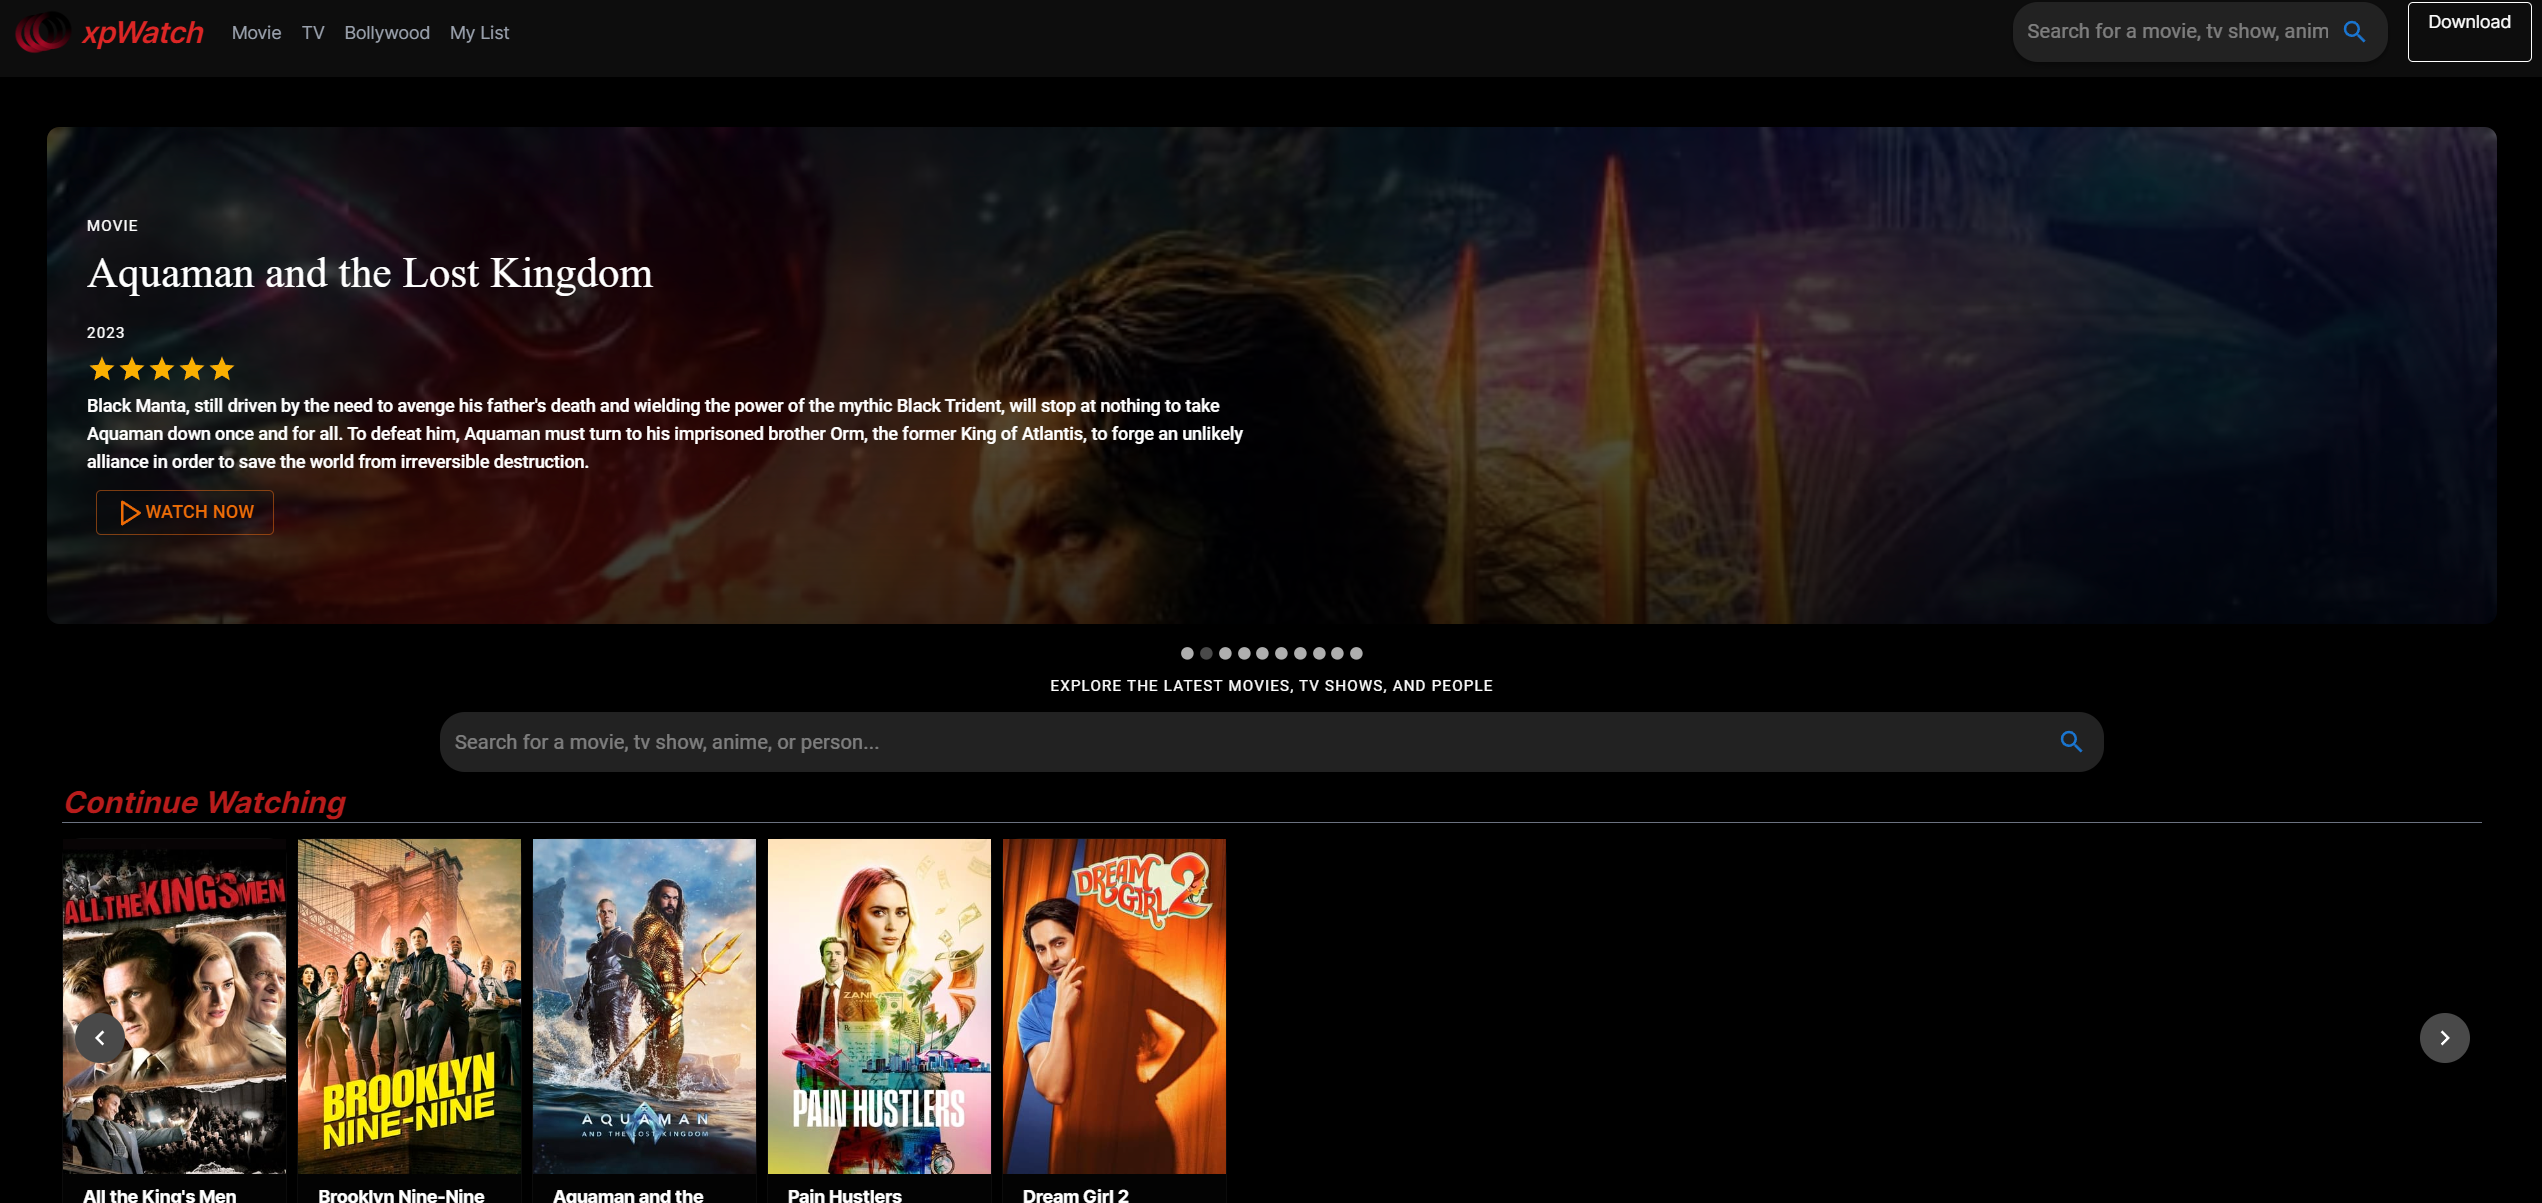 xpWatch
Movie
TV
Bollywood
My List
Search for a movie, tv show, anim
Download
MOVIE
Aquaman and the Lost Kingdom
2023
Black Manta, still driven by the need to avenge his father's death and wielding the power of the mythic Black Trident, will stop at nothing to take
Aquaman down once and for all. To defeat him, Aquaman must turn to his imprisoned brother Orm, the former King of Atlantis, to forge an unlikely
alliance in order to save the world from irreversible destruction.
WATCH NOW
EXPLORE THE LATEST MOVIES, TV SHOWS, AND PEOPLE
Search for a movie, tv show, anime, or person...
Continue Watching
ALL THE KING'S MEN
BROOKLYN
NINE-NINE
AQUAMAN
AND THE LOST KINGDOM
PAIN HUSTLERS
DREAM
GIRL 2
All the King's Men
Brooklyn Nine-Nine
Aquaman and the
Pain Hustlers
Dream Girl 2